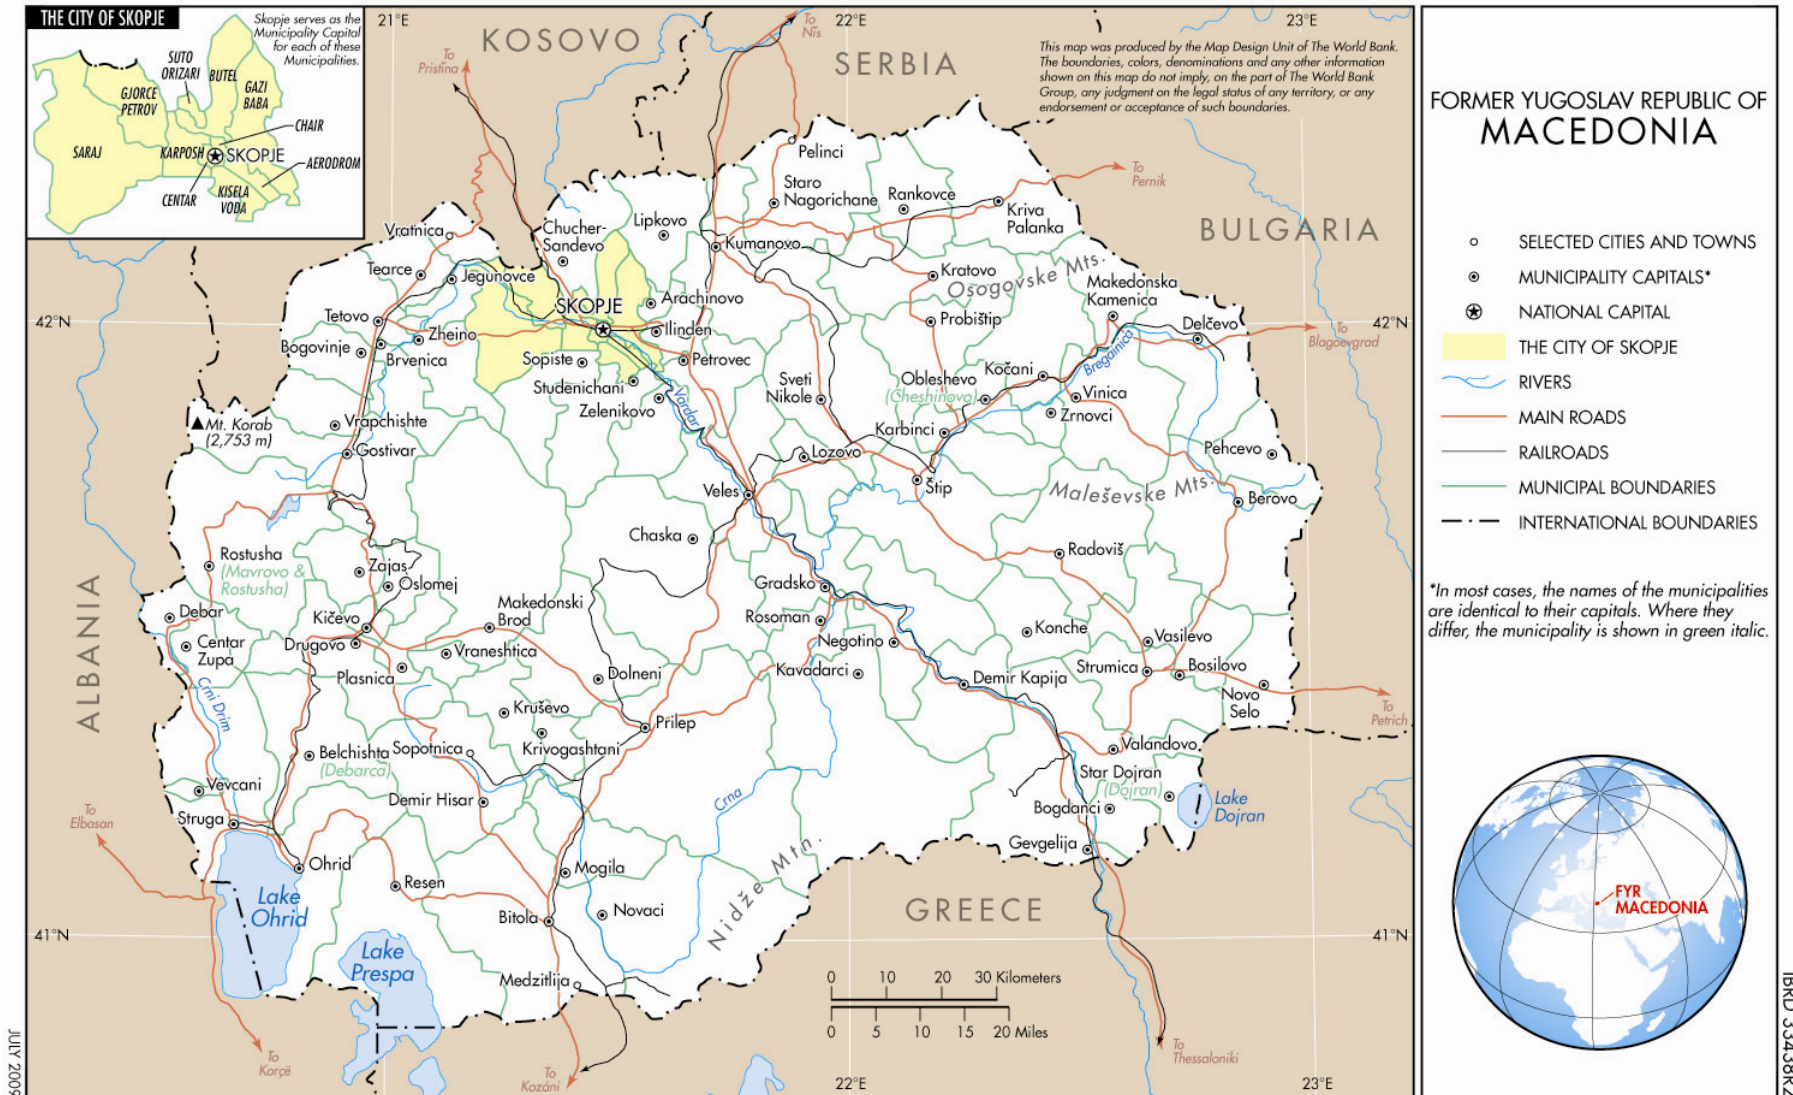 THE CITY OF SKOPJE
Skopje serves as the
Municipality Capital
for each of these
Municipalities.
SUTO
ORIZARI
BUTEL
GJORCE
PETROV
GAZI
BABA
CHAIR
SARAJ
KARPOSH
SKOPJE
AERODROM
CENTAR
KISELA
VODA
21°E
22°E
23°E
KOSOVO
SERBIA
To
Niš
To
Priština
This map was produced by the Map Design Unit of The World Bank.
The boundaries, colors, denominations and any other information
shown on this map do not imply, on the part of The World Bank
Group, any judgment on the legal status of any territory, or any
endorsement or acceptance of such boundaries.
Pelinci
To
Pernik
Staro
Nagorichane
Rankovce
Kriva
Palanka
BULGARIA
Vratnica
Chucher-
Sandevo
Lipkovo
Kumanovo
Tearce
Jegunovce
Kratovo
Osogovske Mts.
Makedonska
Kamenica
SKOPJE
Arachinovo
42°N
Tetovo
Zheino
Ilinden
Probištip
Delčevo
42°N
To
Blagoevgrad
Bogovinje
Brvenica
Sopiste
Petrovec
Bregalnica
Studenichani
Zelenikovo
Vardar
Sveti
Nikole
Obleshevo
(Cheshinovo)
Kočani
Vinica
Zrnovci
Mt. Korab
(2,753 m)
Vrapchishte
Karbinci
Gostivar
Lozovo
Pehcevo
Veles
Štip
Maleševske Mts.
Berovo
Chaska
Rostusha
(Mavrovo &
Rostusha)
Zajas
Oslomej
Radoviš
ALBANIA
Gradsko
Debar
Makedonski
Brod
Kičevo
Rosoman
Konche
Centar
Zupa
Drugovo
Vraneshtica
Negotino
Vasilevo
Plasnica
Dolneni
Kavadarci
Demir Kapija
Strumica
Bosilovo
Novo
Selo
To
Petrich
Crni Drim
Kruševo
Prilep
Krivogashtani
Belchishta
(Debarca)
Sopotnica
Valandovo
Star Dojran
(Dojran)
Vevcani
Demir Hisar
Crna
Bogdanci
Lake
Dojran
To
Elbasan
Struga
Gevgelija
Ohrid
Nidže Mtn.
Mogila
Resen
Lake
Ohrid
Bitola
Novaci
GREECE
41°N
41°N
Lake
Prespa
Medzitlija
0 10 20 30 Kilometers
0 5 10 15 20 Miles
To
Korçë
To
Kozáni
To
Thessaloniki
22°E
23°E
JULY 2009
FORMER YUGOSLAV REPUBLIC OF
MACEDONIA
SELECTED CITIES AND TOWNS
MUNICIPALITY CAPITALS*
NATIONAL CAPITAL
THE CITY OF SKOPJE
RIVERS
MAIN ROADS
RAILROADS
MUNICIPAL BOUNDARIES
INTERNATIONAL BOUNDARIES
*In most cases, the names of the municipalities
are identical to their capitals. Where they
differ, the municipality is shown in green italic.
FYR
MACEDONIA
IBRD 33438R2